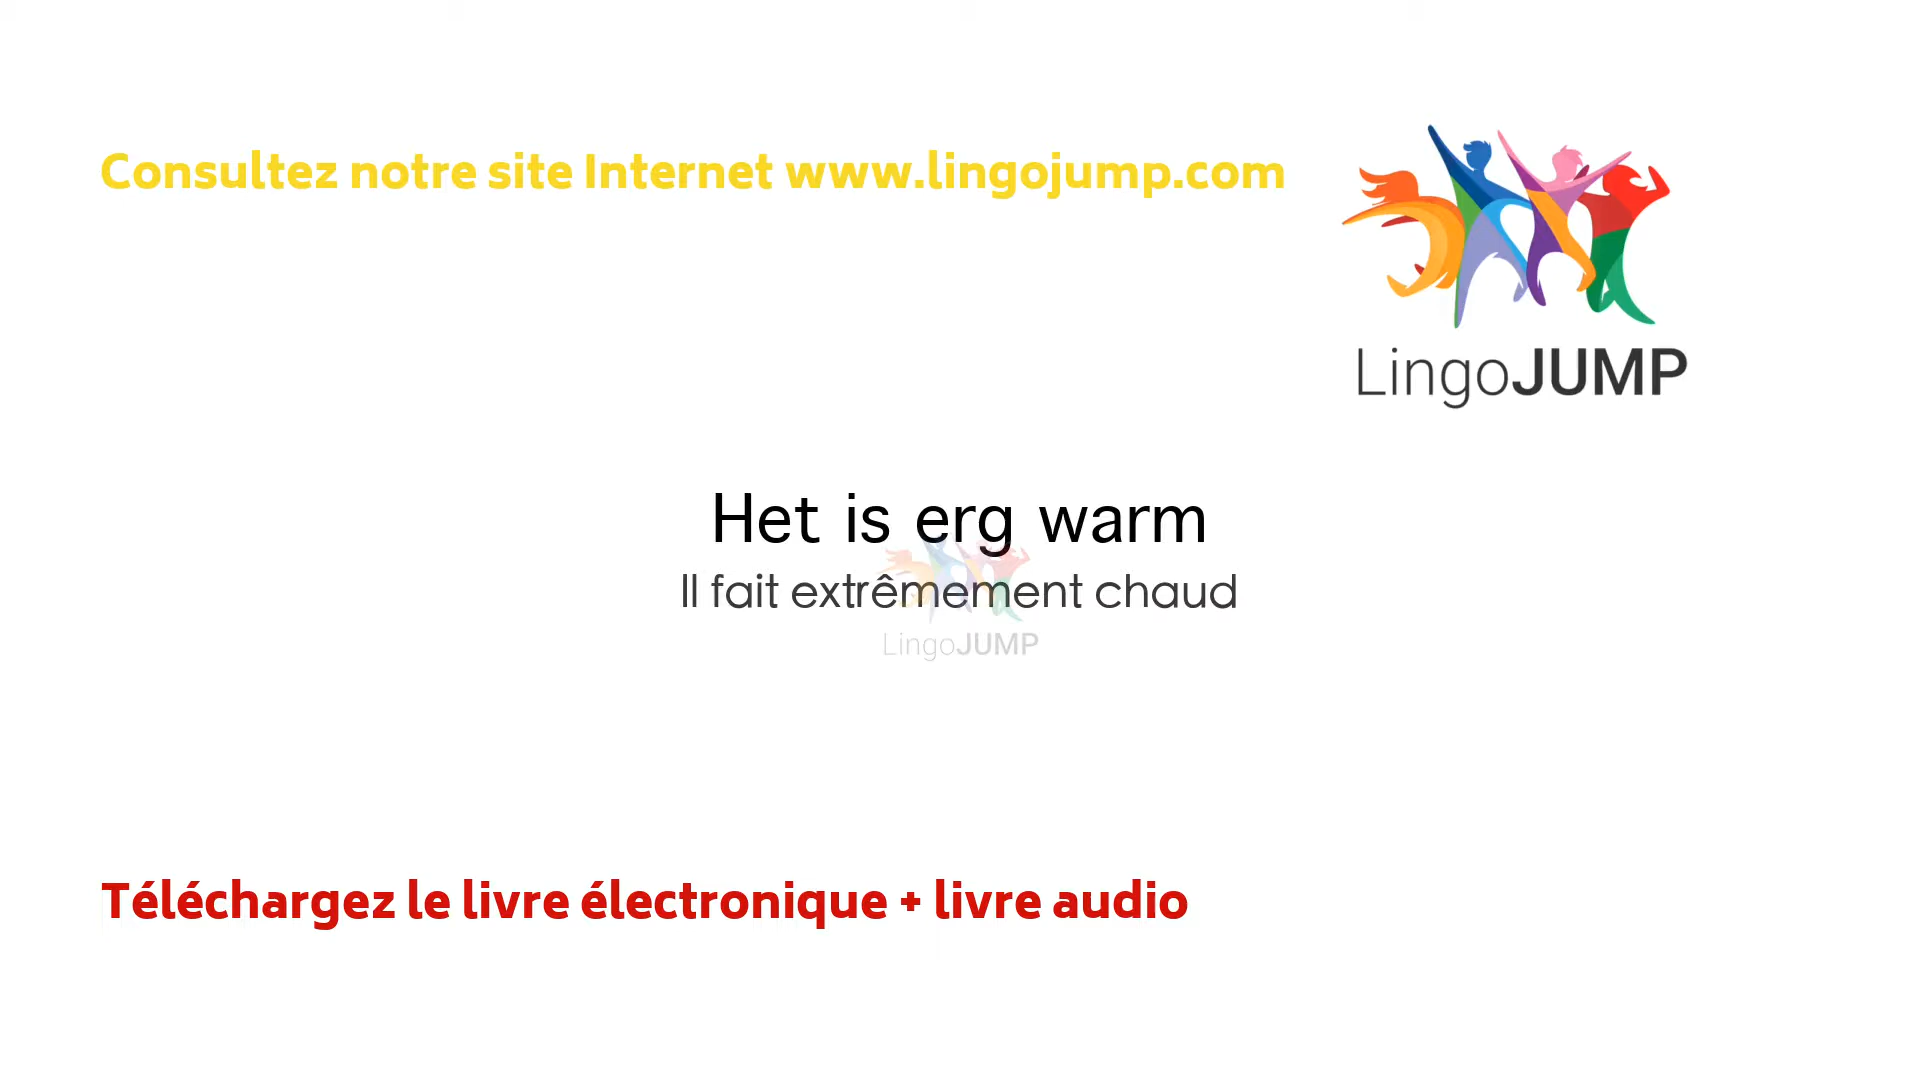 Consultez notre site Internet www.lingojump.com
LingoJUMP
Het is erg warm
Il fait extrêmement chaud
LingoJUMP
Téléchargez le livre électronique + livre audio